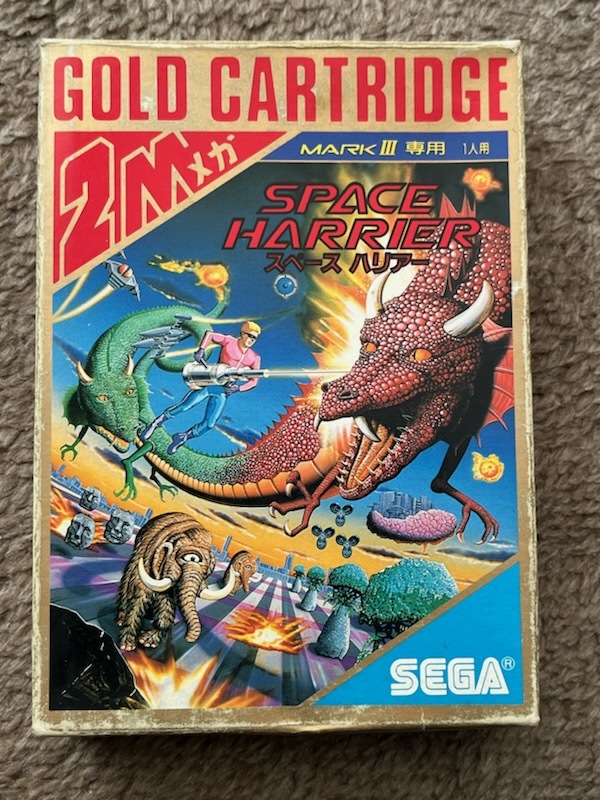 GOLD CARTRIDGE
2Mメガ
MARK III 専用 1人用
SPACE
HARRIER
スペース ハリアー
SEGA®